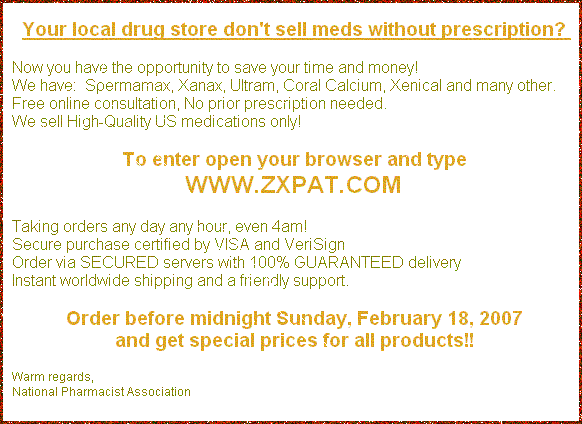 Your local drug store don't sell meds without prescription?
Now you have the opportunity to save your time and money!
We have: Spermamax, Xanax, Ultram, Coral Calcium, Xenical and many other.
Free online consultation, No prior prescription needed.
We sell High-Quality US medications only!
To enter open your browser and type
WWW.ZXPAT.COM
Taking orders any day any hour, even 4am!
Secure purchase certified by VISA and VeriSign
Order via SECURED servers with 100% GUARANTEED delivery
Instant worldwide shipping and a friendly support.
Order before midnight Sunday, February 18, 2007
and get special prices for all products!!
Warm regards,
National Pharmacist Association